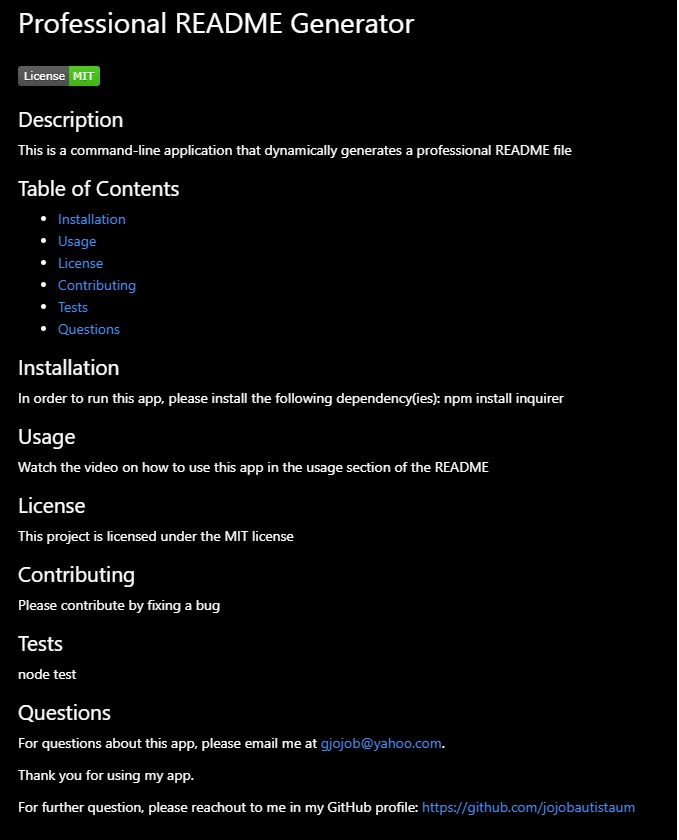 Professional README Generator
License MIT
Description
This is a command-line application that dynamically generates a professional README file
Table of Contents
Installation
Usage
License
Contributing
Tests
Questions
Installation
In order to run this app, please install the following dependency(ies): npm install inquirer
Usage
Watch the video on how to use this app in the usage section of the README
License
This project is licensed under the MIT license
Contributing
Please contribute by fixing a bug
Tests
node test
Questions
For questions about this app, please email me at gjojob@yahoo.com.
Thank you for using my app.
For further question, please reachout to me in my GitHub profile: https://github.com/jojobautistaum